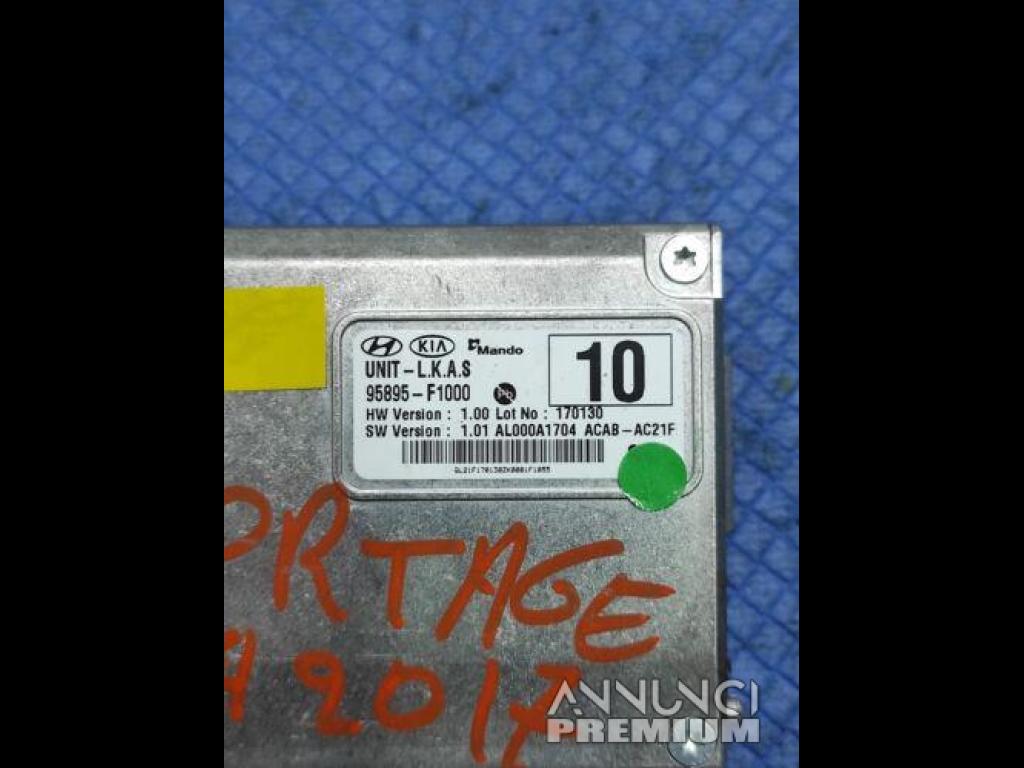 KIA Mando
10
UNIT-L.K.A.S
95895-F1000 Pb
HW Version : 1.00 Lot No : 170130
SW Version : 1.01 AL000A1704 ACAB-AC21F
ORTAGE
A 2017
ANNUNCI
PREMIUM